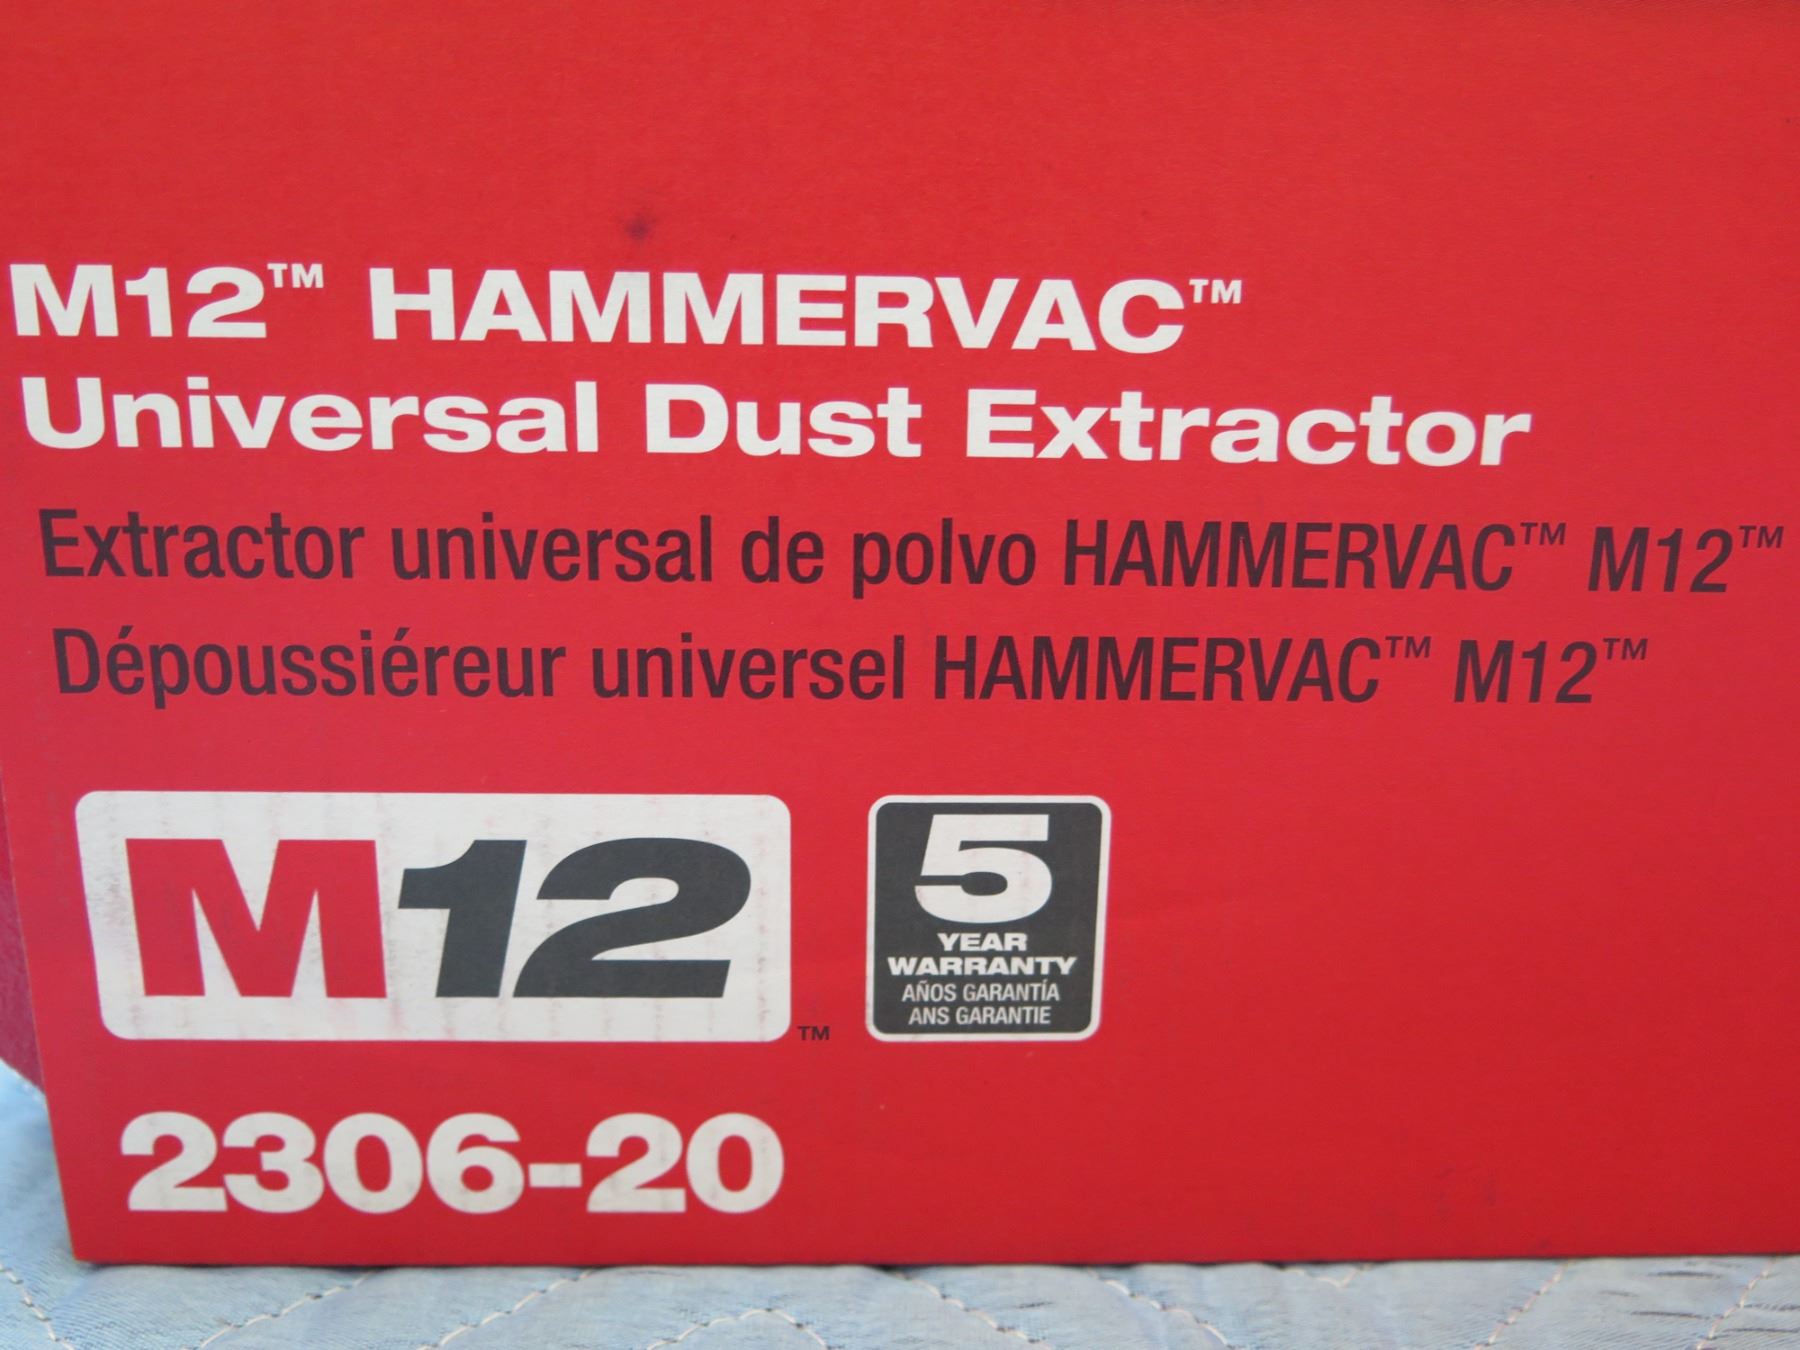 M12™ HAMMERVAC™
Universal Dust Extractor
Extractor universal de polvo HAMMERVAC™ M12™
Dépoussiéreur universel HAMMERVAC™ M12™
M12™
5
YEAR
WARRANTY
AÑOS GARANTÍA
ANS GARANTIE
2306-20